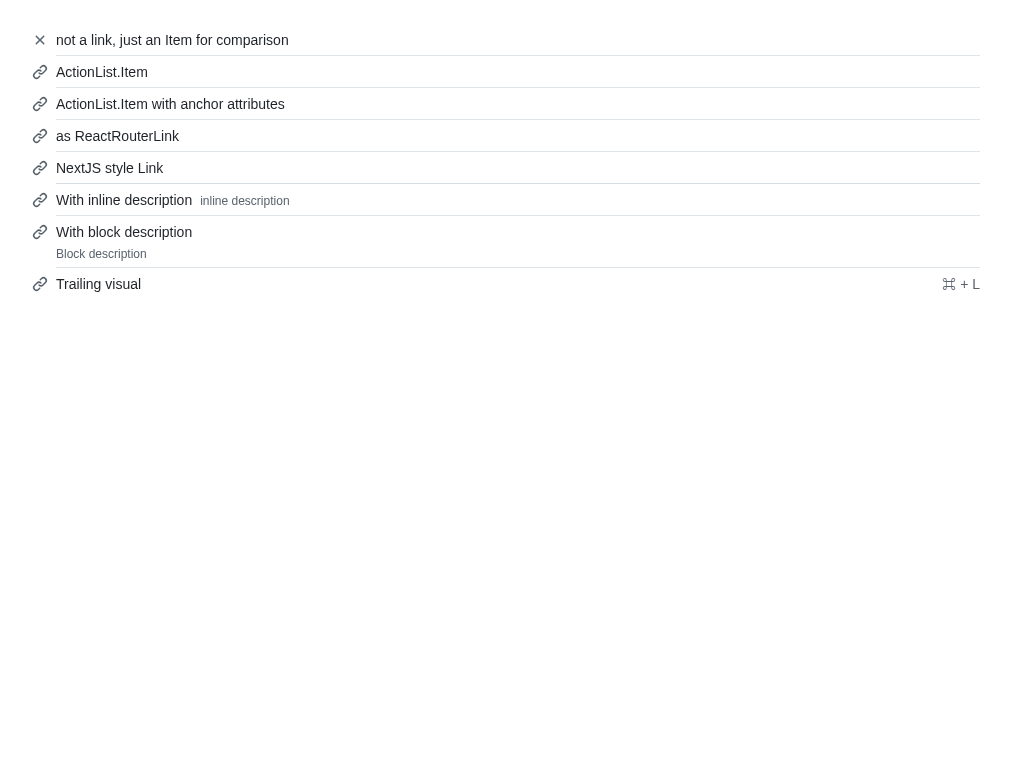 not a link, just an Item for comparison
ActionList.Item
ActionList.Item with anchor attributes
as ReactRouterLink
NextJS style Link
With inline description inline description
With block description
Block description
Trailing visual ⌘ + L